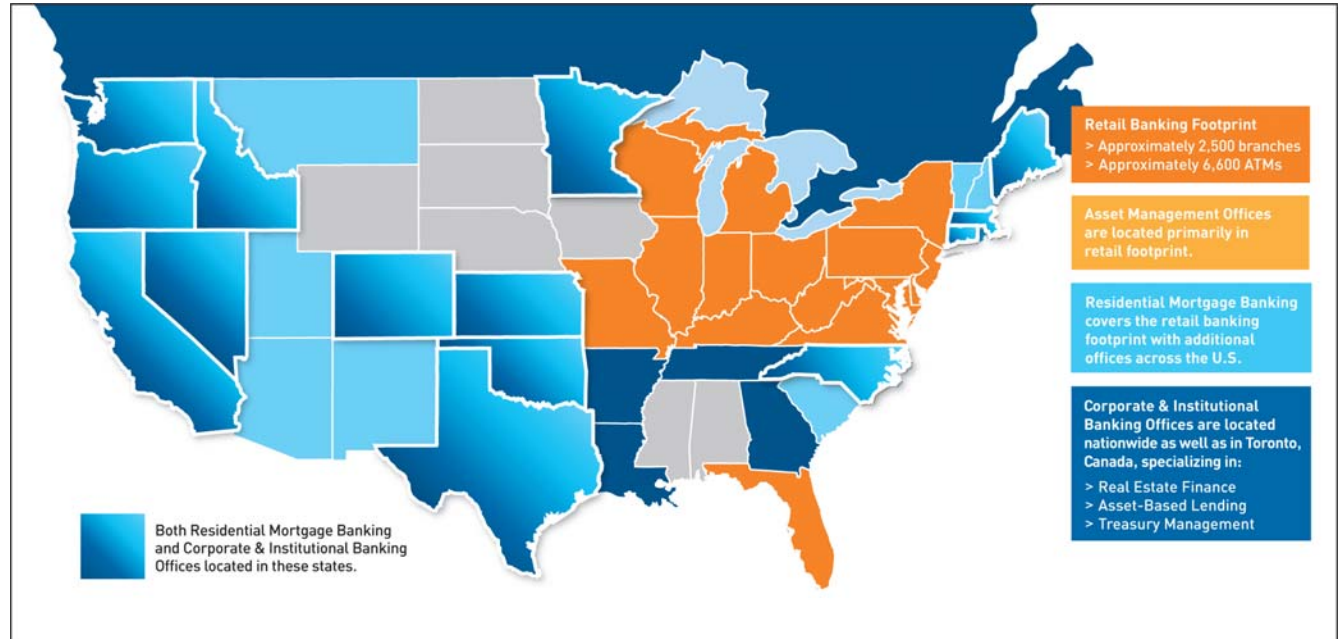 Retail Banking Footprint
> Approximately 2,500 branches
> Approximately 6,600 ATMs
Asset Management Offices
are located primarily in
retail footprint.
Residential Mortgage Banking
covers the retail banking
footprint with additional
offices across the U.S.
Corporate & Institutional
Banking Offices are located
nationwide as well as in Toronto,
Canada, specializing in:
> Real Estate Finance
> Asset-Based Lending
> Treasury Management
Both Residential Mortgage Banking
and Corporate & Institutional Banking
Offices located in these states.